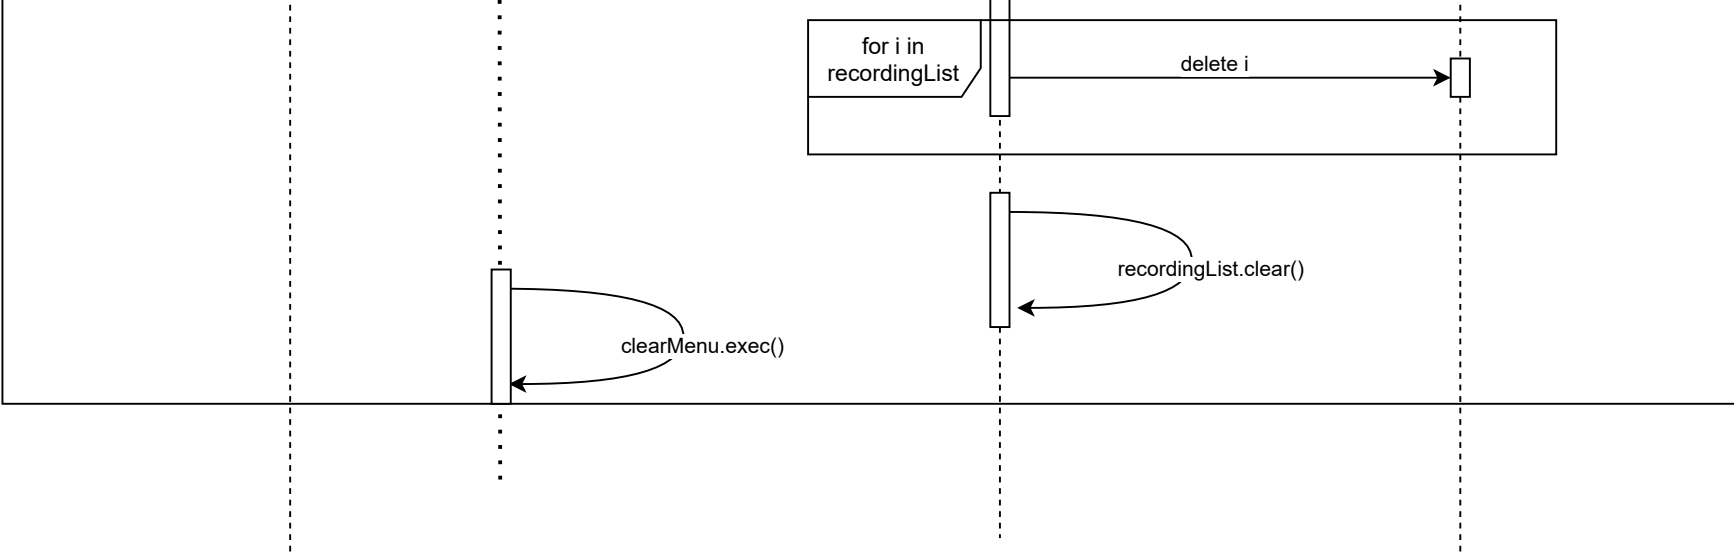 for i in
recordingList
delete i
recordingList.clear()
clearMenu.exec()